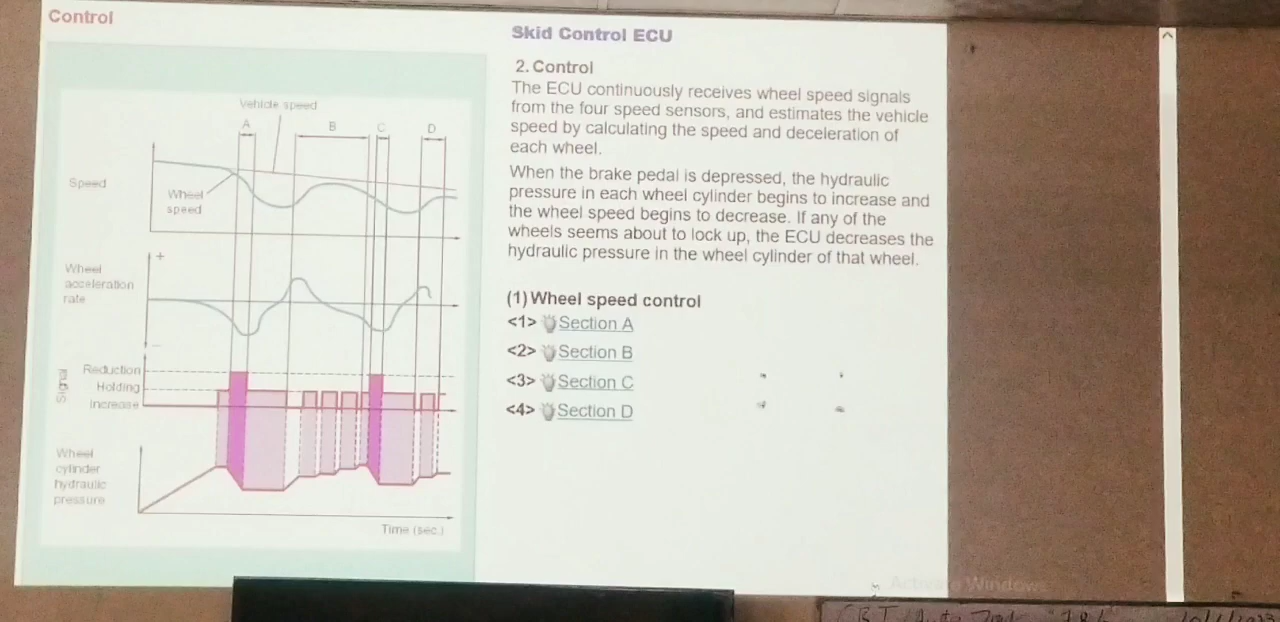 Control
Vehicle speed
A
B
C
D
Speed
Wheel
speed
Wheel
acceleration
rate
+
−
Signal
Reduction
Holding
Increase
Wheel
cylinder
hydraulic
pressure
Time (sec.)
Skid Control ECU
2. Control
The ECU continuously receives wheel speed signals
from the four speed sensors, and estimates the vehicle
speed by calculating the speed and deceleration of
each wheel.
When the brake pedal is depressed, the hydraulic
pressure in each wheel cylinder begins to increase and
the wheel speed begins to decrease. If any of the
wheels seems about to lock up, the ECU decreases the
hydraulic pressure in the wheel cylinder of that wheel.
(1) Wheel speed control
<1> Section A
<2> Section B
<3> Section C
<4> Section D
Activate Windows
CBT